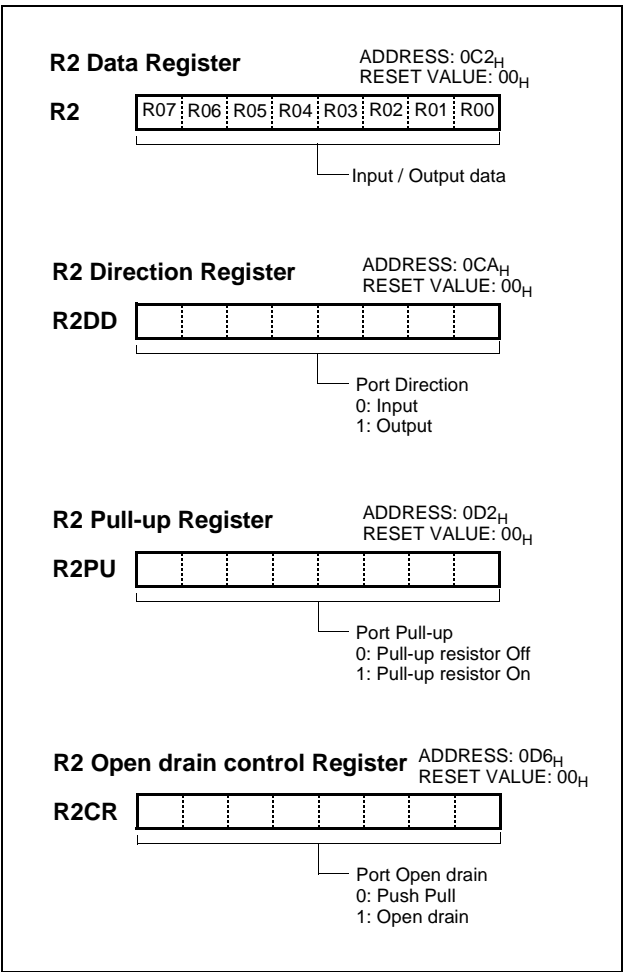 R2 Data Register
ADDRESS: 0C2H
RESET VALUE: 00H
R2 R07 R06 R05 R04 R03 R02 R01 R00
Input / Output data
R2 Direction Register
ADDRESS: 0CAH
RESET VALUE: 00H
R2DD
Port Direction
0: Input
1: Output
R2 Pull-up Register
ADDRESS: 0D2H
RESET VALUE: 00H
R2PU
Port Pull-up
0: Pull-up resistor Off
1: Pull-up resistor On
R2 Open drain control Register
ADDRESS: 0D6H
RESET VALUE: 00H
R2CR
Port Open drain
0: Push Pull
1: Open drain